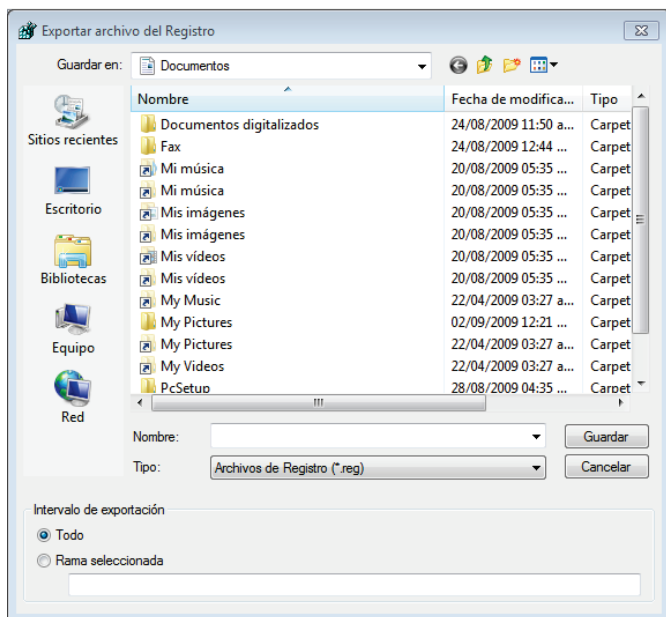 Exportar archivo del Registro
Guardar en: Documentos
Nombre Fecha de modifica... Tipo
Sitios recientes
Escritorio
Bibliotecas
Equipo
Red
Documentos digitalizados 24/08/2009 11:50 a... Carpet
Fax 24/08/2009 12:44 ... Carpet
Mi música 20/08/2009 05:35 ... Carpet
Mi música 20/08/2009 05:35 ... Carpet
Mis imágenes 20/08/2009 05:35 ... Carpet
Mis imágenes 20/08/2009 05:35 ... Carpet
Mis vídeos 20/08/2009 05:35 ... Carpet
Mis vídeos 20/08/2009 05:35 ... Carpet
My Music 22/04/2009 03:27 a... Carpet
My Pictures 02/09/2009 12:21 ... Carpet
My Pictures 22/04/2009 03:27 a... Carpet
My Videos 22/04/2009 03:27 a... Carpet
PcSetup 28/08/2009 04:35 ... Carpet
Nombre: Guardar
Tipo: Archivos de Registro (*.reg) Cancelar
Intervalo de exportación
Todo
Rama seleccionada